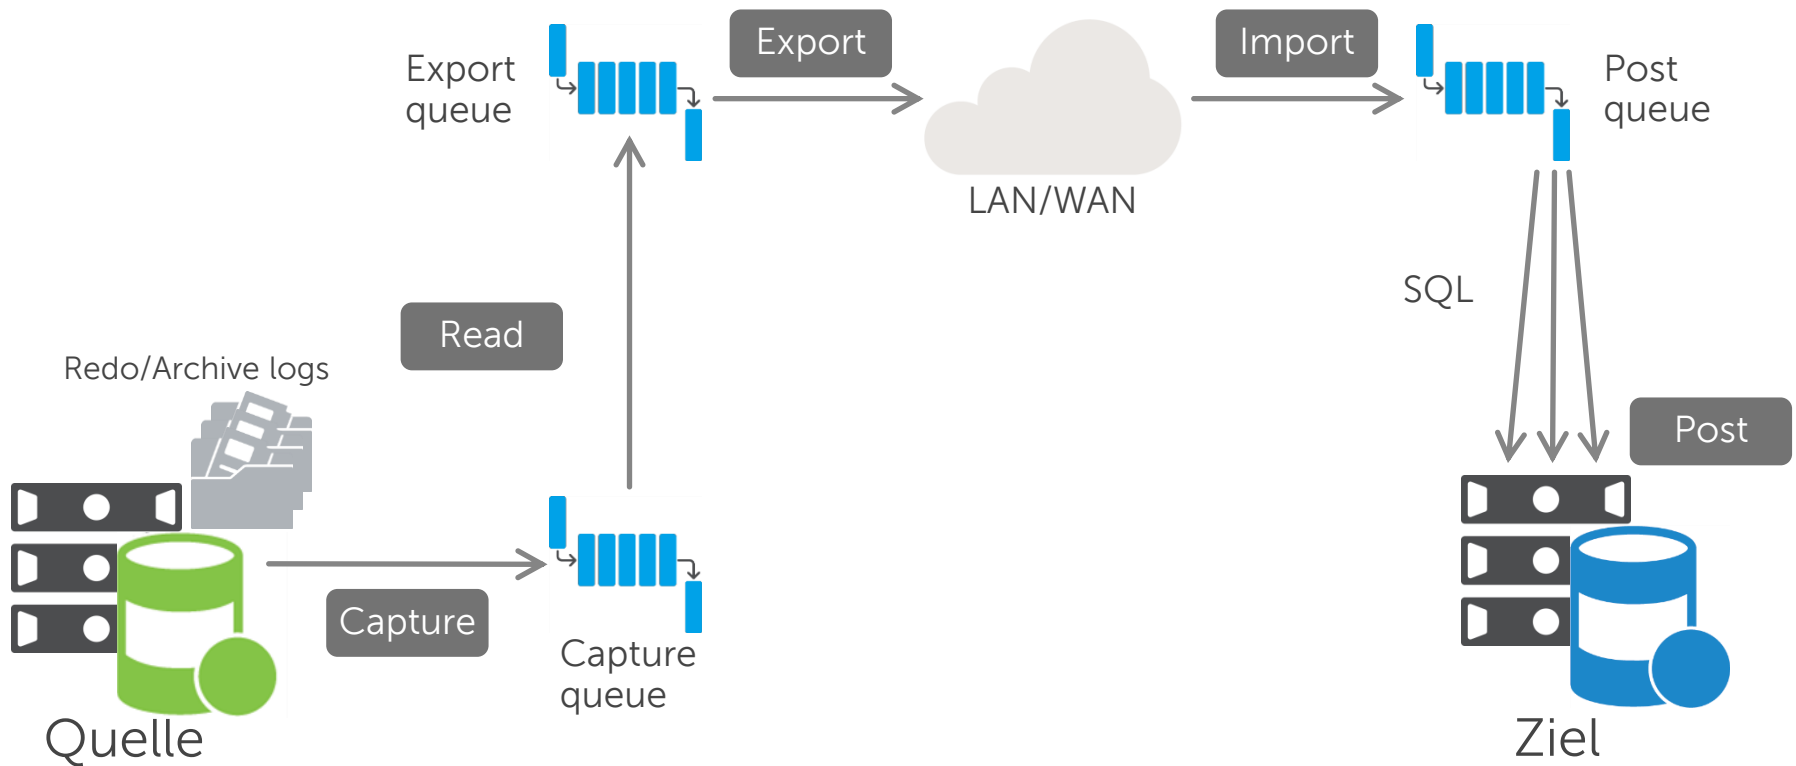 Export
queue
Export
Import
Post
queue
LAN/WAN
SQL
Read
Redo/Archive logs
Post
Capture
Capture
queue
Quelle
Ziel